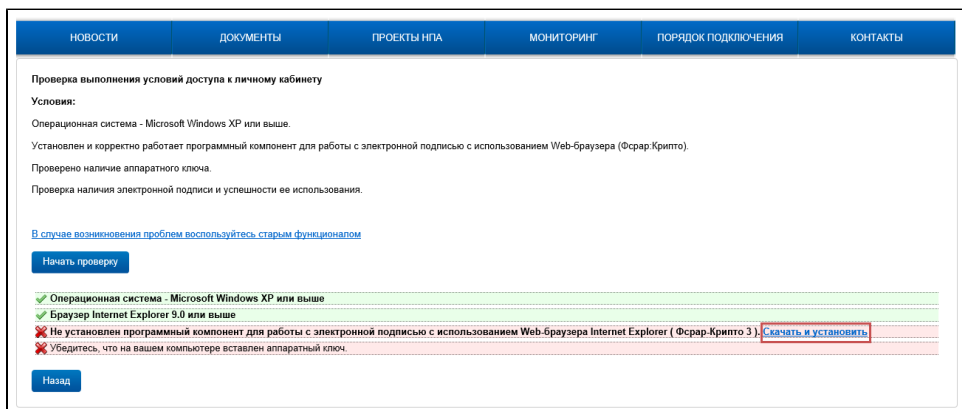 НОВОСТИ ДОКУМЕНТЫ ПРОЕКТЫ НПА МОНИТОРИНГ ПОРЯДОК ПОДКЛЮЧЕНИЯ КОНТАКТЫ
Проверка выполнения условий доступа к личному кабинету
Условия:
Операционная система - Microsoft Windows XP или выше.
Установлен и корректно работает программный компонент для работы с электронной подписью с использованием Web-браузера (Фсрар:Крипто).
Проверено наличие аппаратного ключа.
Проверка наличия электронной подписи и успешности ее использования.
В случае возникновения проблем воспользуйтесь старым функционалом
Начать проверку
Операционная система - Microsoft Windows XP или выше
Браузер Internet Explorer 9.0 или выше
Не установлен программный компонент для работы с электронной подписью с использованием Web-браузера Internet Explorer ( Фсрар-Крипто 3 ). Скачать и установить
Убедитесь, что на вашем компьютере вставлен аппаратный ключ.
Назад